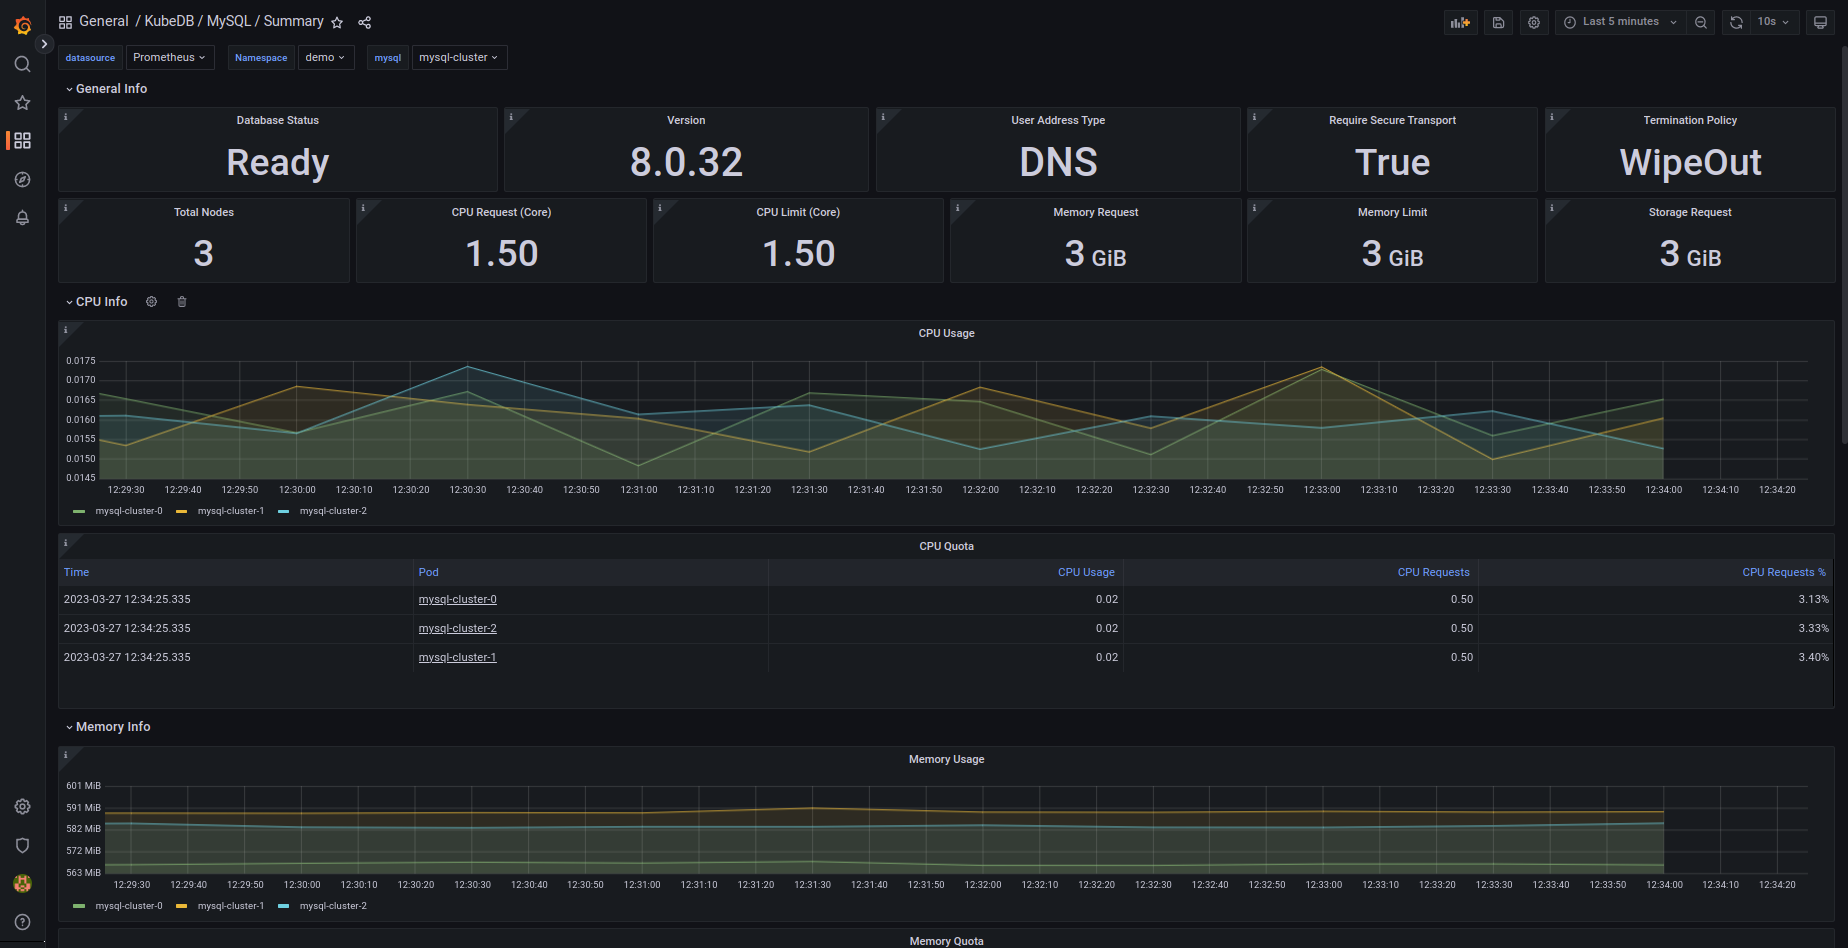 General / KubeDB / MySQL / Summary
Last 5 minutes
10s
datasource Prometheus Namespace demo mysql mysql-cluster
General Info
Database Status
Ready
Version
8.0.32
User Address Type
DNS
Require Secure Transport
True
Termination Policy
WipeOut
Total Nodes
3
CPU Request (Core)
1.50
CPU Limit (Core)
1.50
Memory Request
3 GiB
Memory Limit
3 GiB
Storage Request
3 GiB
CPU Info
CPU Usage
0.0175
0.0170
0.0165
0.0160
0.0155
0.0150
0.0145
12:29:30 12:29:40 12:29:50 12:30:00 12:30:10 12:30:20 12:30:30 12:30:40 12:30:50 12:31:00 12:31:10 12:31:20 12:31:30 12:31:40 12:31:50 12:32:00 12:32:10 12:32:20 12:32:30 12:32:40 12:32:50 12:33:00 12:33:10 12:33:20 12:33:30 12:33:40 12:33:50 12:34:00 12:34:10 12:34:20
mysql-cluster-0 mysql-cluster-1 mysql-cluster-2
CPU Quota
Time Pod CPU Usage CPU Requests CPU Requests %
2023-03-27 12:34:25.335 mysql-cluster-0 0.02 0.50 3.13%
2023-03-27 12:34:25.335 mysql-cluster-2 0.02 0.50 3.33%
2023-03-27 12:34:25.335 mysql-cluster-1 0.02 0.50 3.40%
Memory Info
Memory Usage
601 MiB
591 MiB
582 MiB
572 MiB
563 MiB
12:29:30 12:29:40 12:29:50 12:30:00 12:30:10 12:30:20 12:30:30 12:30:40 12:30:50 12:31:00 12:31:10 12:31:20 12:31:30 12:31:40 12:31:50 12:32:00 12:32:10 12:32:20 12:32:30 12:32:40 12:32:50 12:33:00 12:33:10 12:33:20 12:33:30 12:33:40 12:33:50 12:34:00 12:34:10 12:34:20
mysql-cluster-0 mysql-cluster-1 mysql-cluster-2
Memory Quota